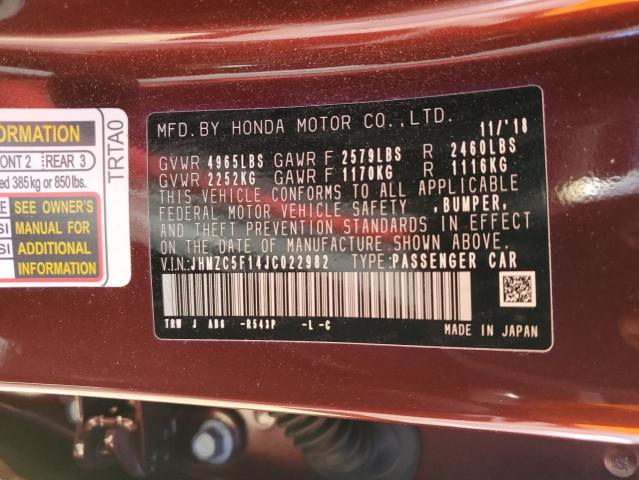 ORMATION
ONT 2 REAR 3
ed 385 kg or 850 lbs.
SEE OWNER'S
MANUAL FOR
ADDITIONAL
INFORMATION
TRTA0
MFD.BY HONDA MOTOR CO.,LTD. 11/'18
GVWR 4965LBS GAWR F 2579LBS R 2460LBS
GVWR 2252KG GAWR F 1170KG R 1116KG
THIS VEHICLE CONFORMS TO ALL APPLICABLE
FEDERAL MOTOR VEHICLE SAFETY ,BUMPER,
AND THEFT PREVENTION STANDARDS IN EFFECT
ON THE DATE OF MANUFACTURE SHOWN ABOVE.
V.I.N:JHMZC5F14JC022982 TYPE:PASSENGER CAR
TRW J AB6 -R543P -L -C
MADE IN JAPAN